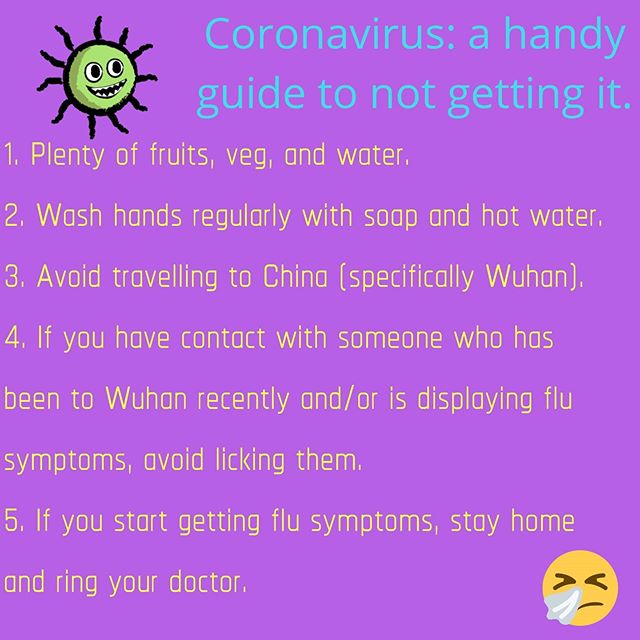 Coronavirus: a handy
guide to not getting it.
1. Plenty of fruits, veg, and water.
2. Wash hands regularly with soap and hot water.
3. Avoid travelling to China (specifically Wuhan).
4. If you have contact with someone who has
been to Wuhan recently and/or is displaying flu
symptoms, avoid licking them.
5. If you start getting flu symptoms, stay home
and ring your doctor.